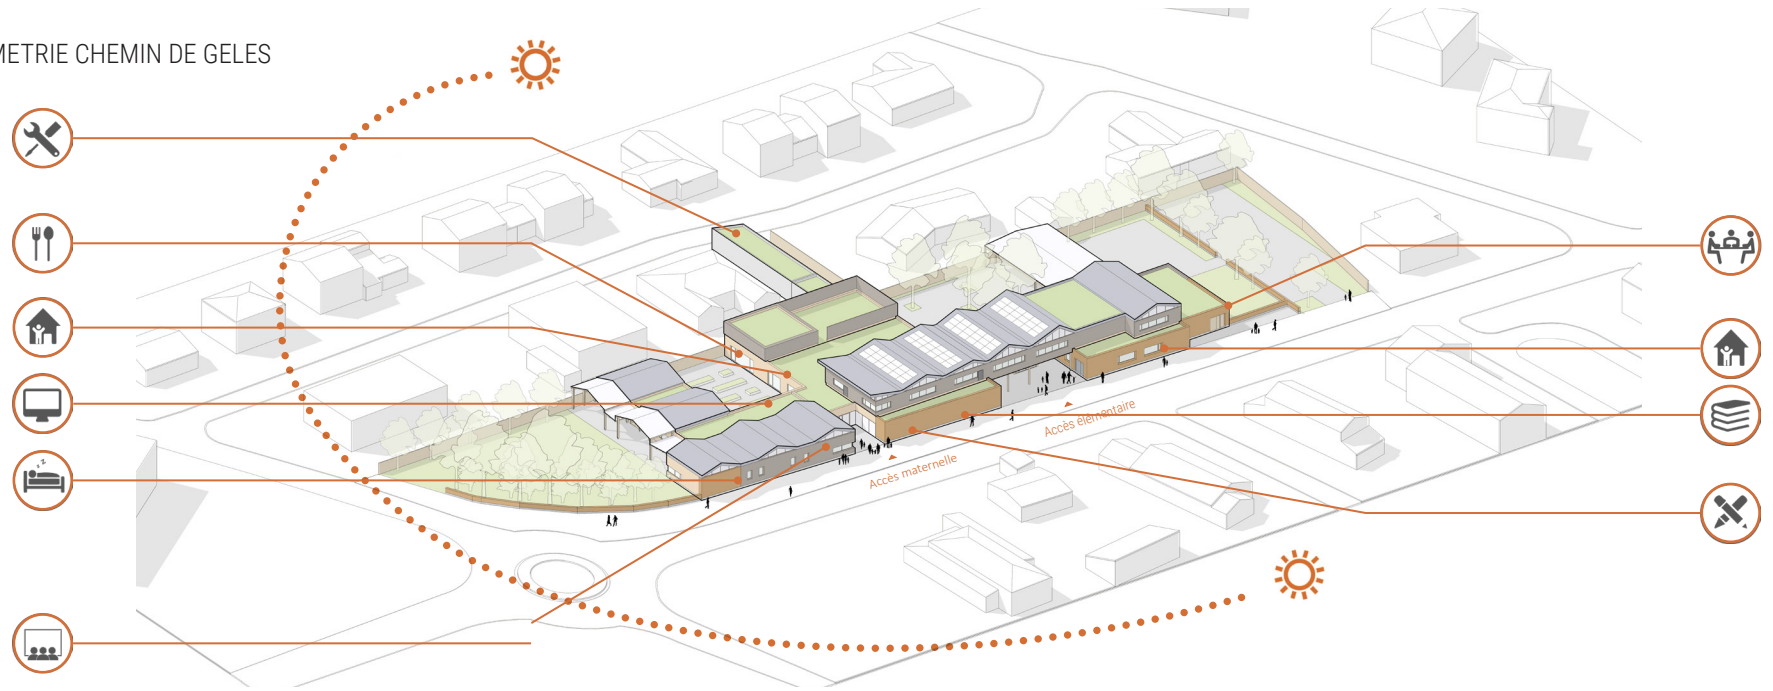 METRIE CHEMIN DE GELES
z z
Accès élémentaire
Accès maternelle